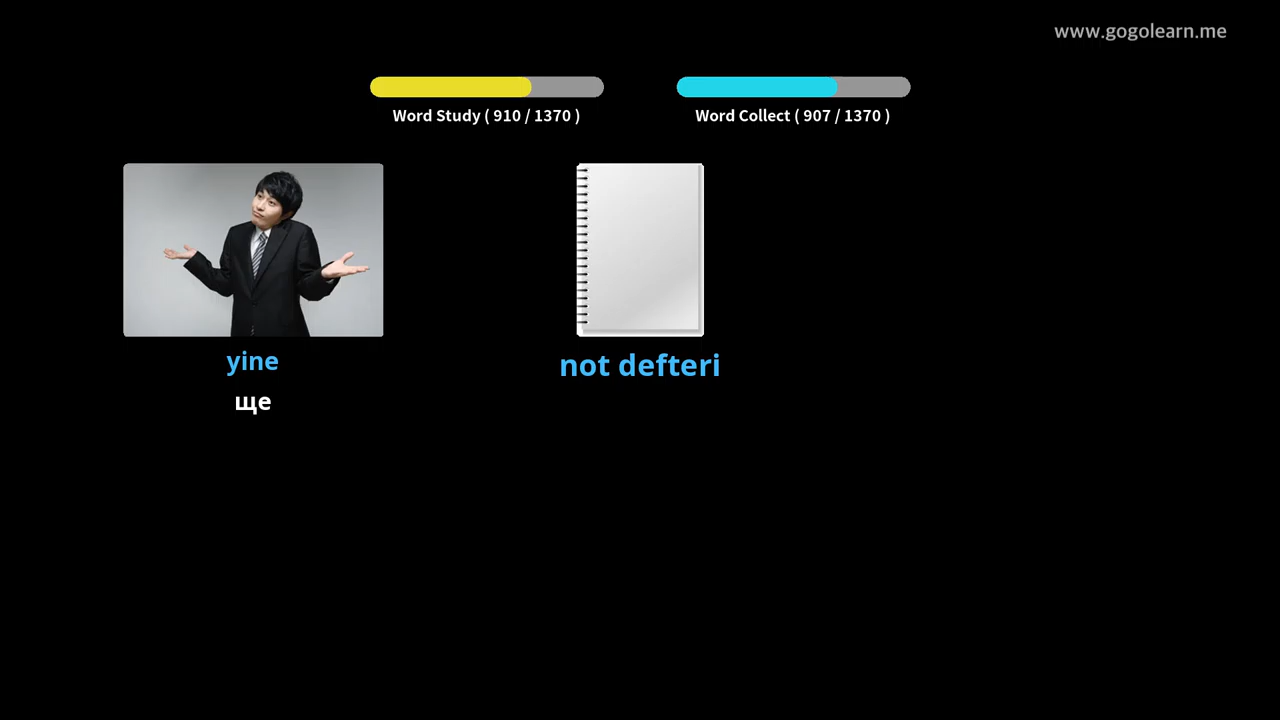 www.gogolearn.me
Word Study ( 910 / 1370 )
Word Collect ( 907 / 1370 )
yine
ще
not defteri